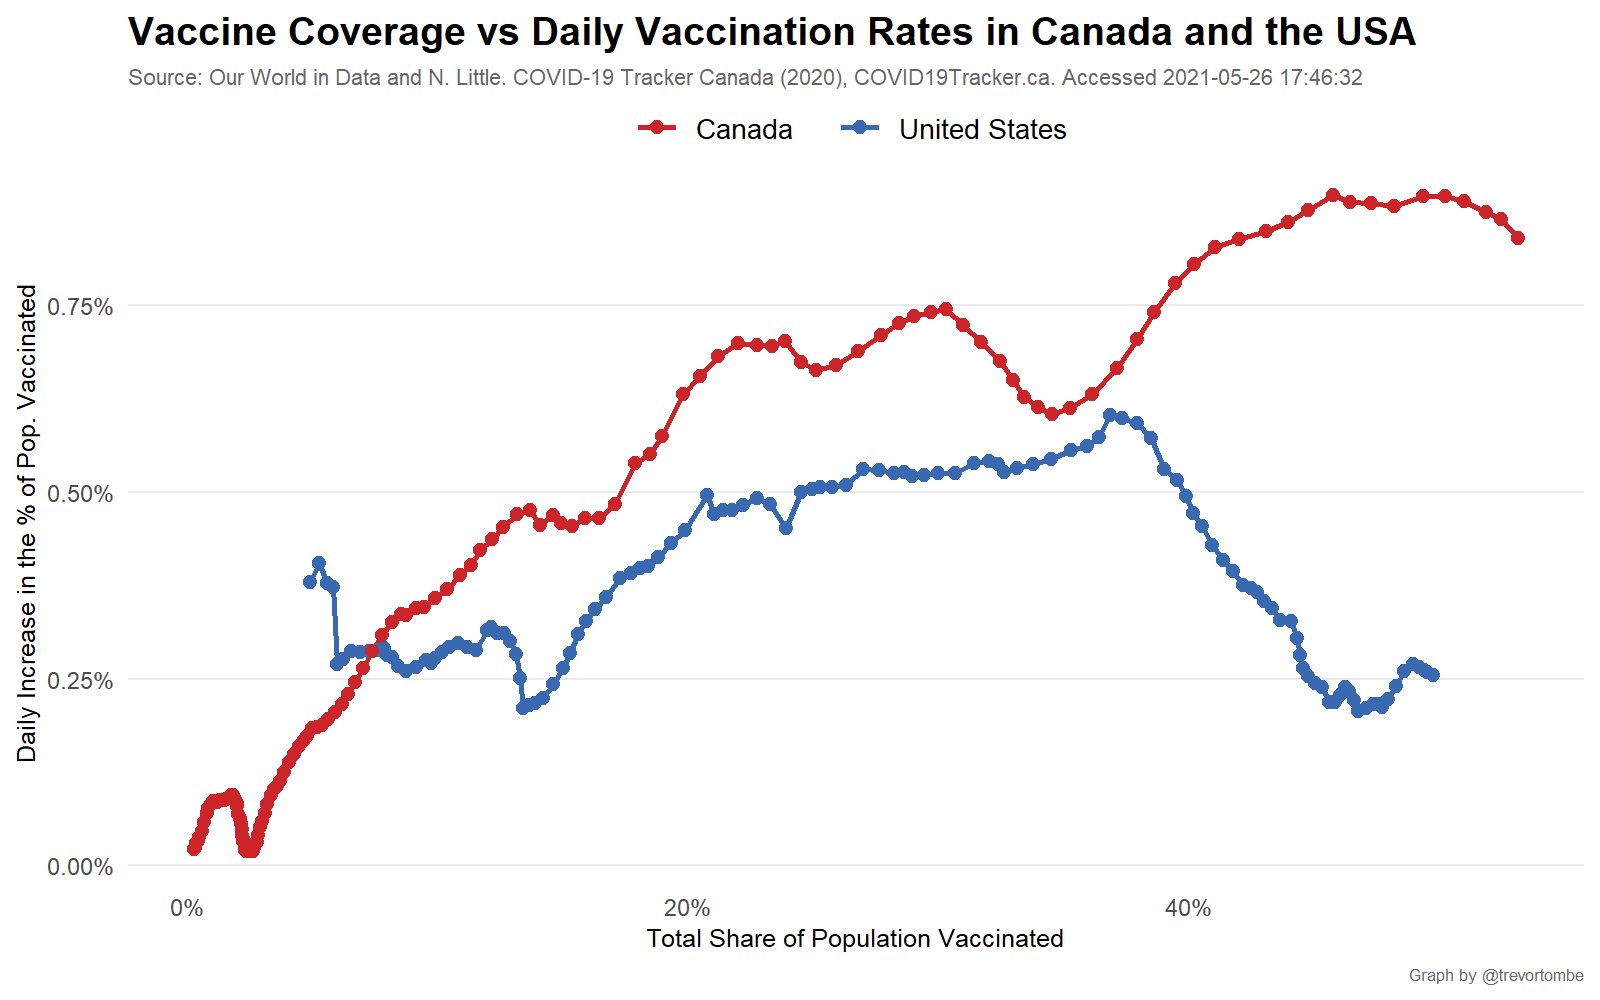 Vaccine Coverage vs Daily Vaccination Rates in Canada and the USA
Source: Our World in Data and N. Little. COVID-19 Tracker Canada (2020), COVID19Tracker.ca. Accessed 2021-05-26 17:46:32
Canada
United States
Daily Increase in the % of Pop. Vaccinated
0.75%
0.50%
0.25%
0.00%
0%
20%
40%
Total Share of Population Vaccinated
Graph by @trevortombe